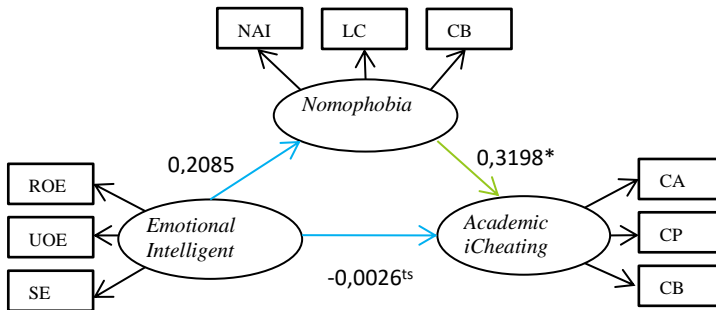 NAI
LC
CB
Nomophobia
0,2085
0,3198*
ROE
UOE
SE
Emotional
Intelligent
Academic
iCheating
CA
CP
CB
-0,0026ᵗˢ